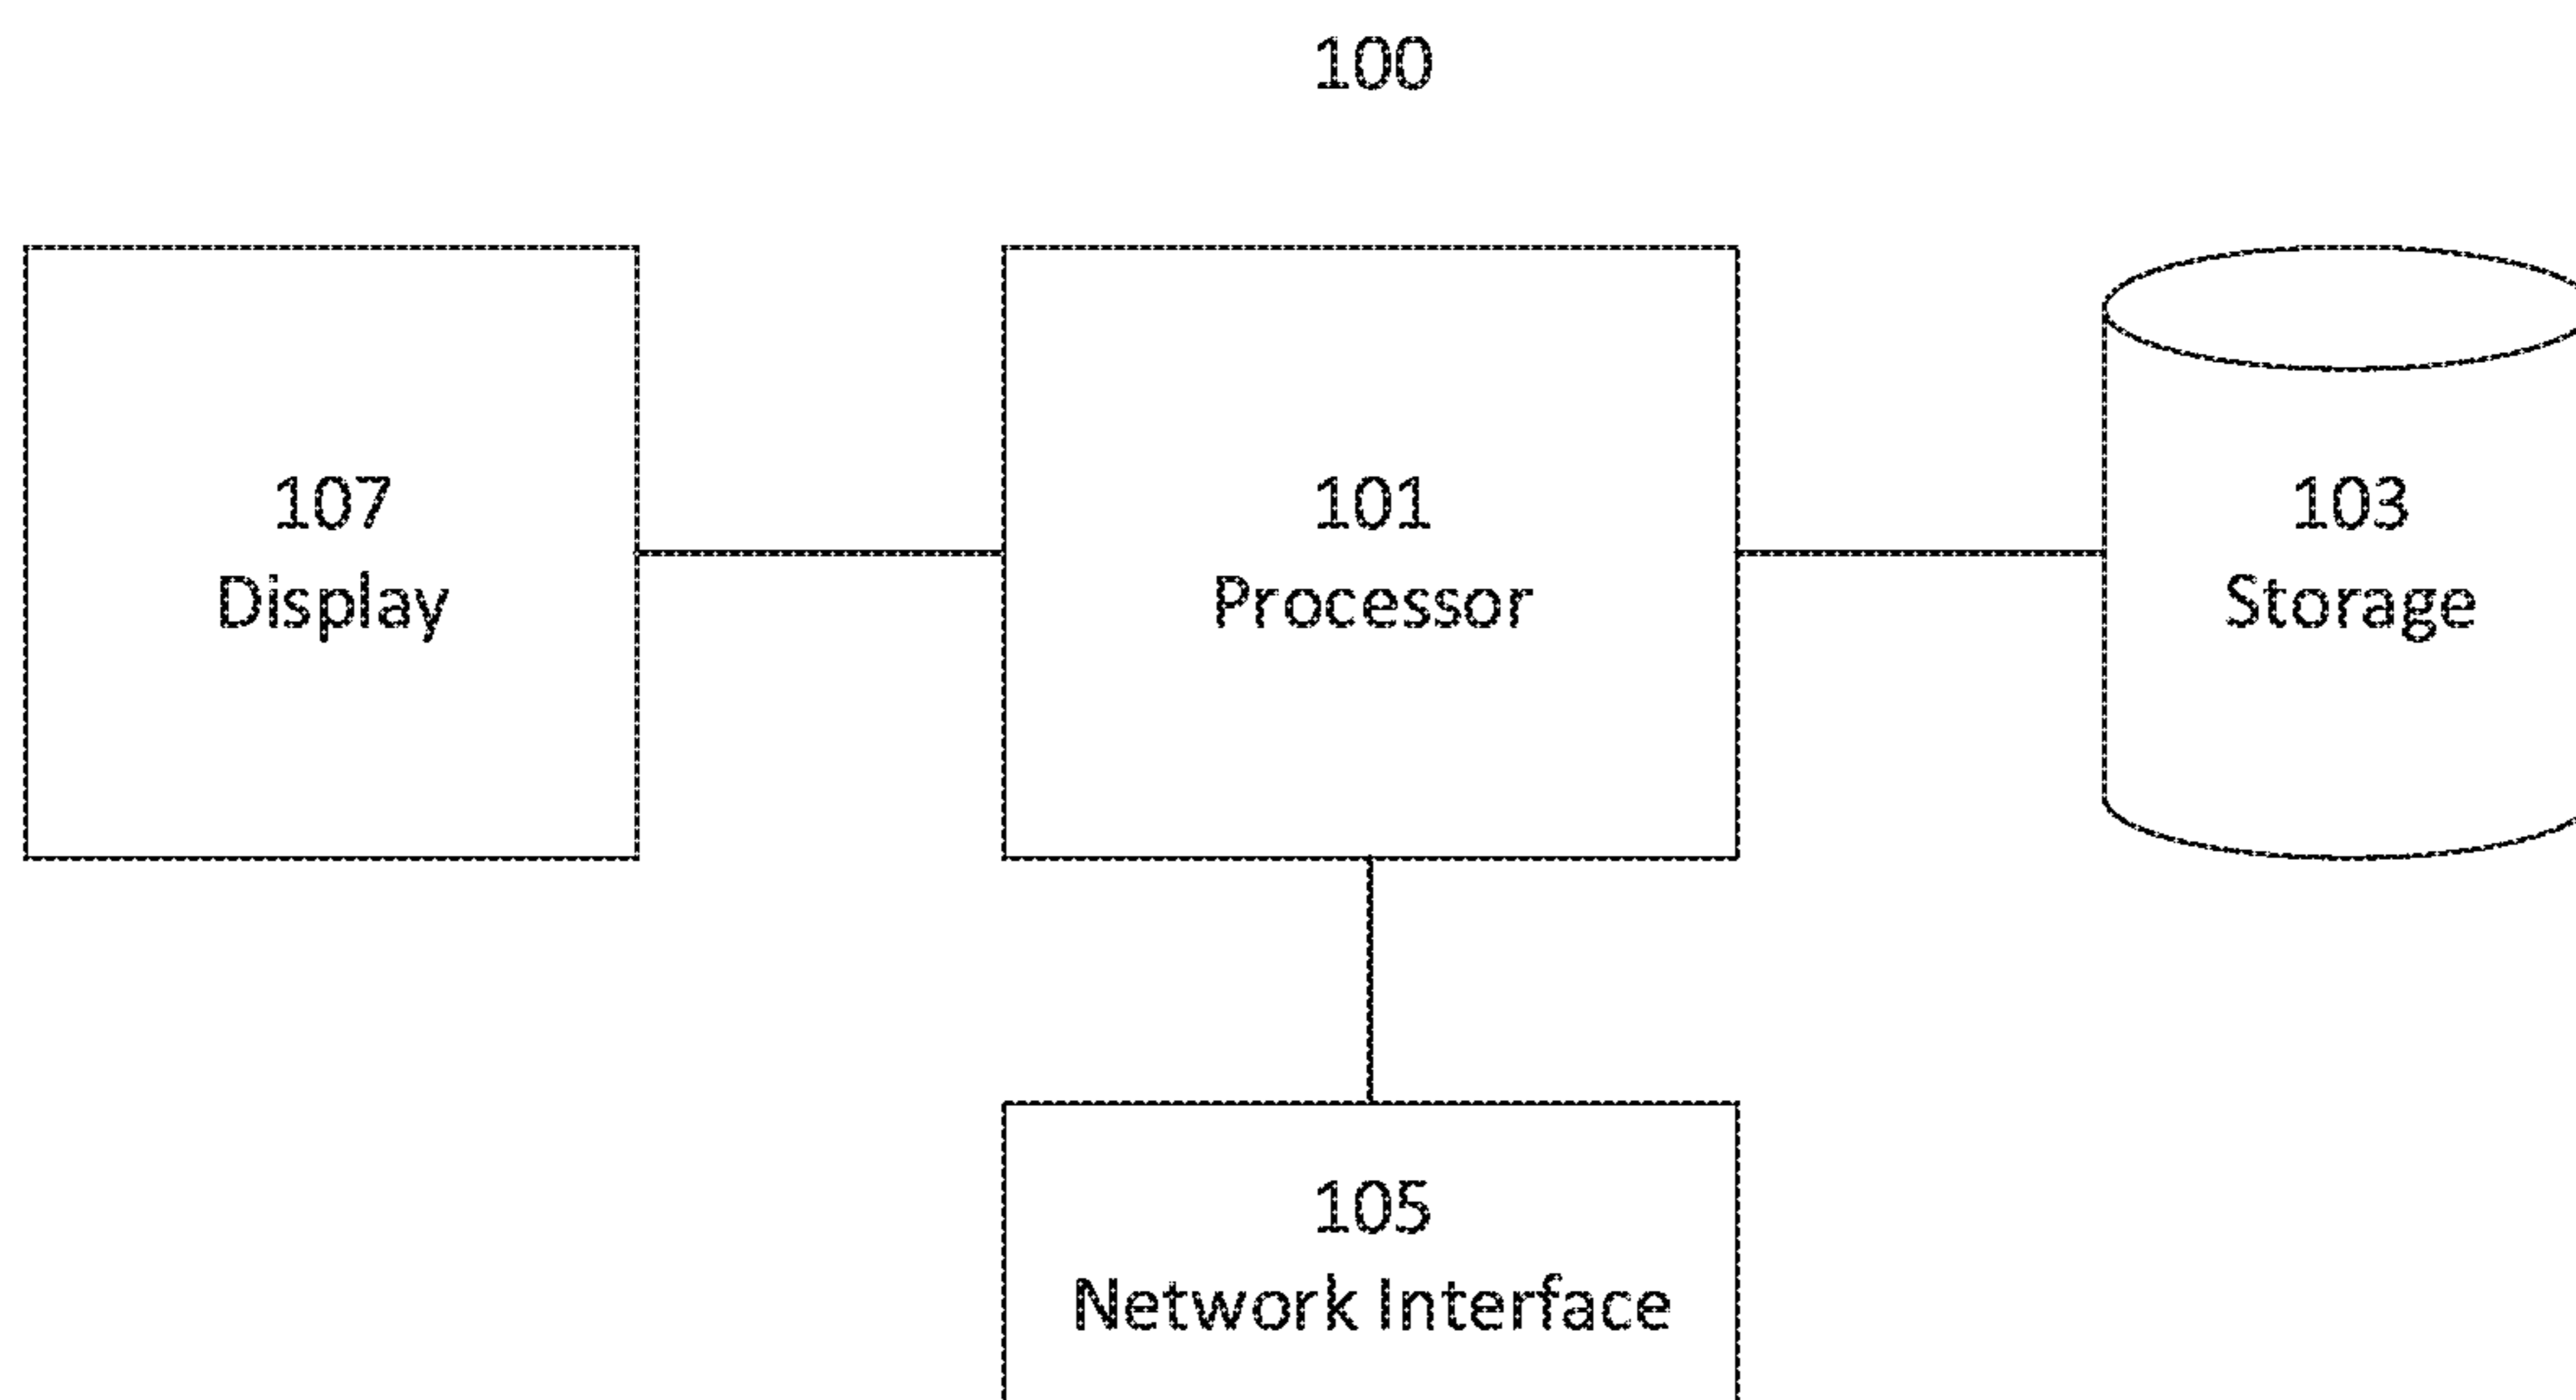 100
107
Display
101
Processor
103
Storage
105
Network Interface